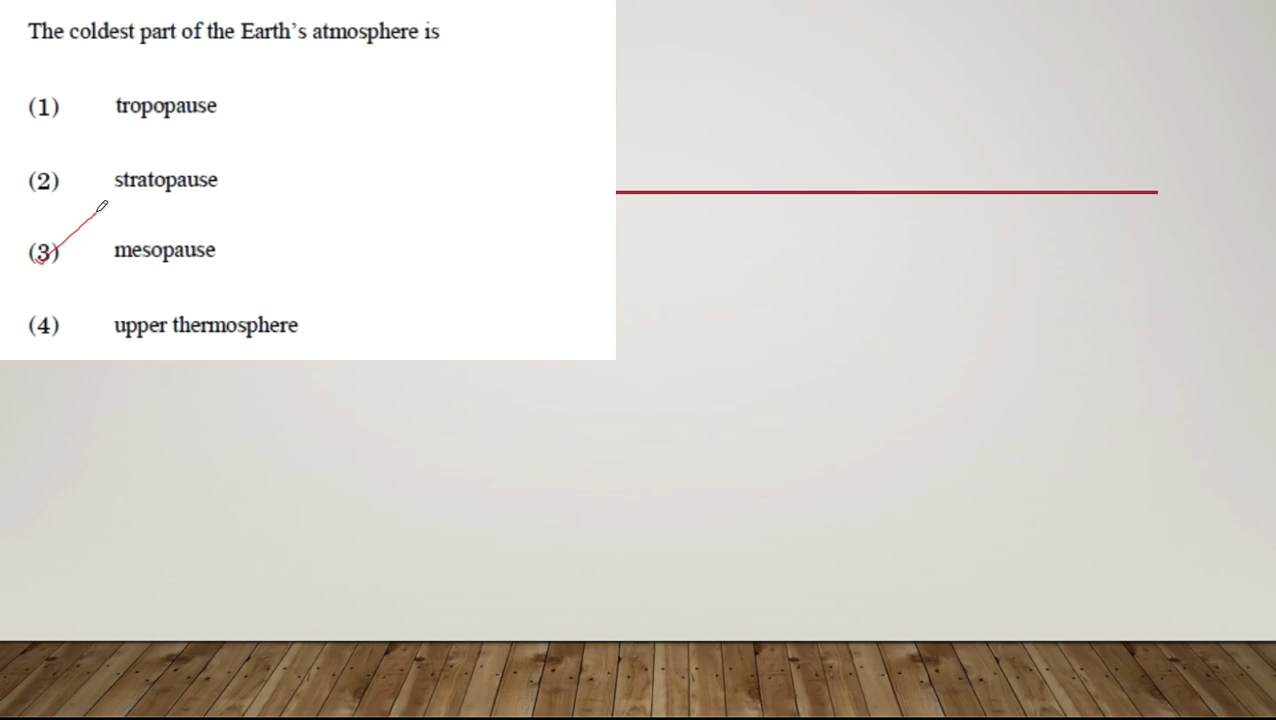 The coldest part of the Earth's atmosphere is
(1) tropopause
(2) stratopause
(3) mesopause
(4) upper thermosphere